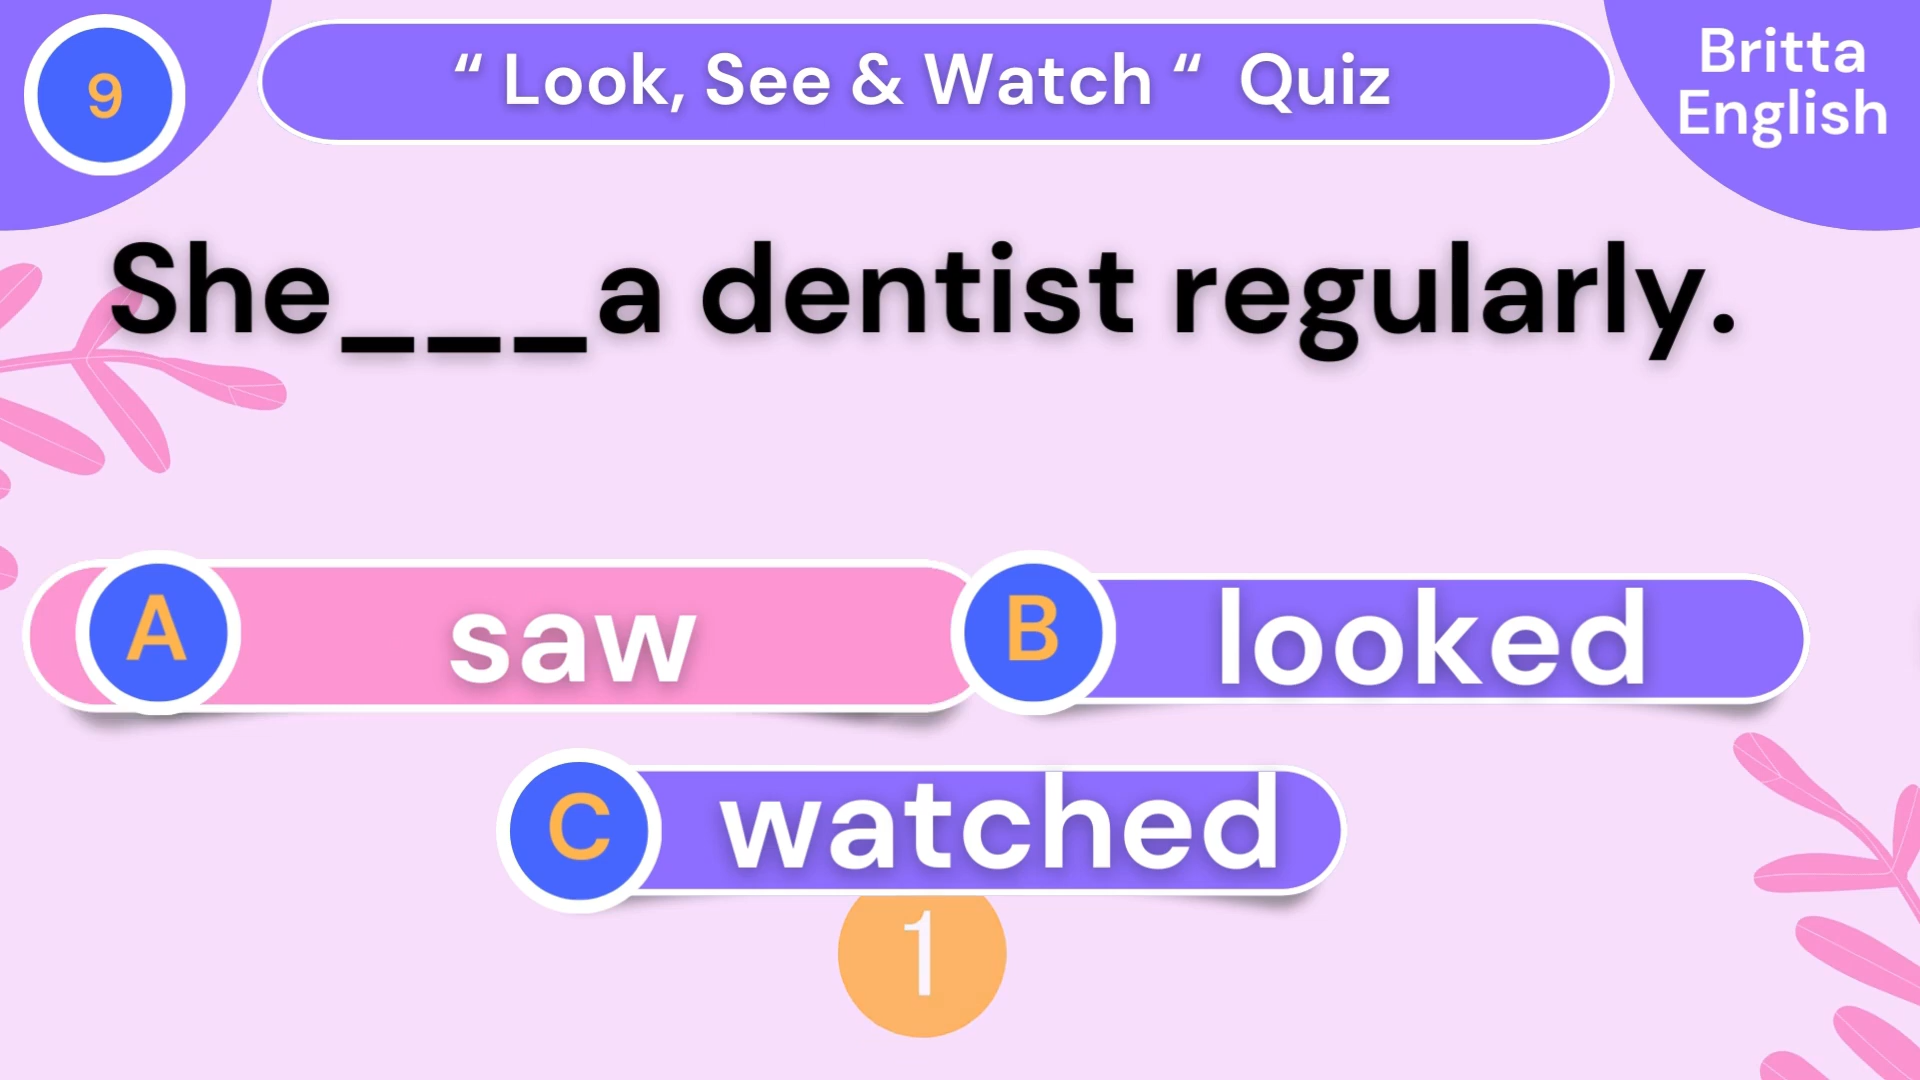 9
“ Look, See & Watch “ Quiz
Britta
English
She___a dentist regularly.
A
saw
B
looked
C
watched
1